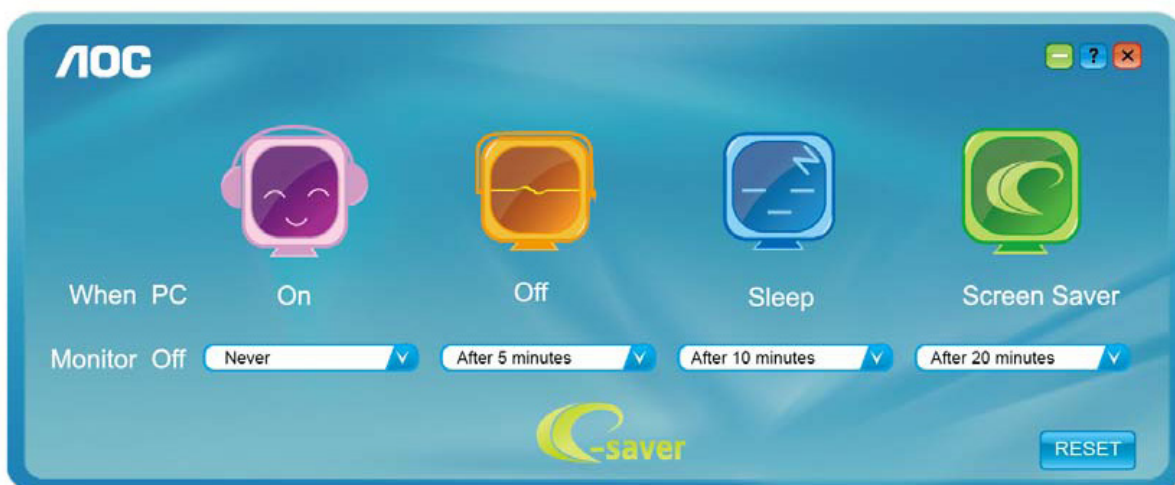 AOC
?
When PC On Off Sleep Screen Saver
Monitor Off Never After 5 minutes After 10 minutes After 20 minutes
e-saver
RESET